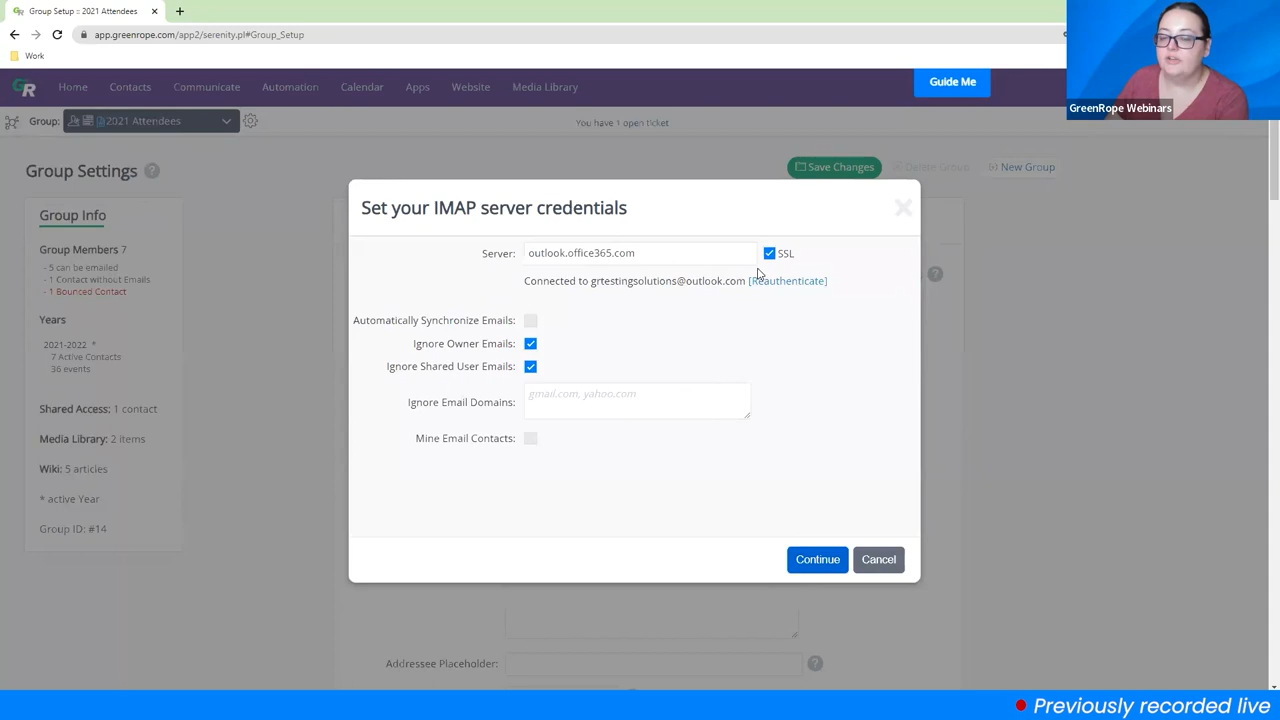 Group Setup :: 2021 Attendees
app.greenrope.com/app2/serenity.pl#Group_Setup
Work
GR
Home
Contacts
Communicate
Automation
Calendar
Apps
Website
Media Library
Guide Me
GreenRope Webinars
Group:
2021 Attendees
You have 1 open ticket
Group Settings
Save Changes
Delete Group
New Group
Group Info
Group Members 7
- 5 can be emailed
- 1 Contact without Emails
- 1 Bounced Contact
Years
2021-2022 *
7 Active Contacts
36 events
Shared Access: 1 contact
Media Library: 2 items
Wiki: 5 articles
* active Year
Group ID: #14
Set your IMAP server credentials
Server: outlook.office365.com SSL
Connected to grtestingsolutions@outlook.com [Reauthenticate]
Automatically Synchronize Emails:
Ignore Owner Emails:
Ignore Shared User Emails:
Ignore Email Domains: gmail.com, yahoo.com
Mine Email Contacts:
Continue
Cancel
Addressee Placeholder:
Previously recorded live